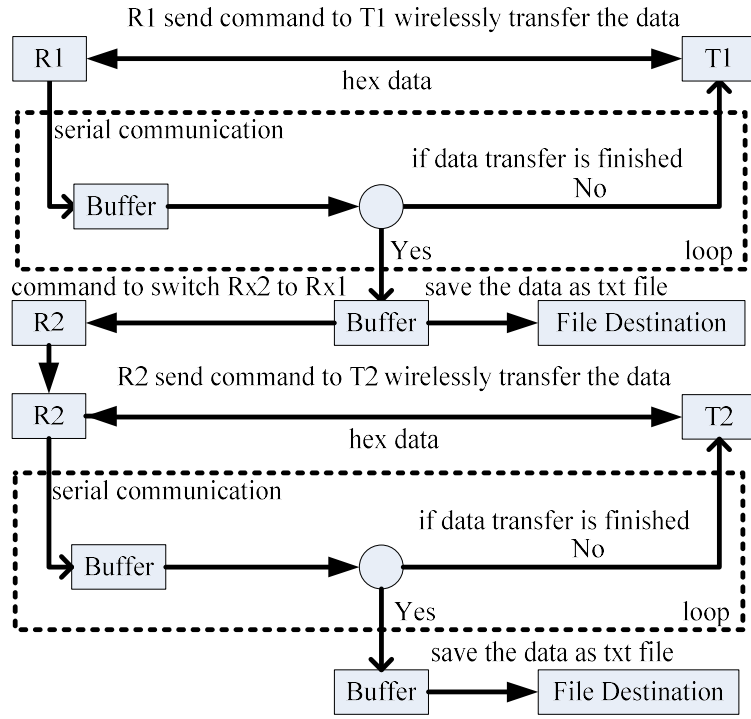 R1 send command to T1 wirelessly transfer the data
R1
T1
hex data
serial communication
if data transfer is finished
No
Buffer
Yes
loop
command to switch Rx2 to Rx1
save the data as txt file
R2
Buffer
File Destination
R2 send command to T2 wirelessly transfer the data
R2
T2
hex data
serial communication
if data transfer is finished
No
Buffer
Yes
loop
save the data as txt file
Buffer
File Destination